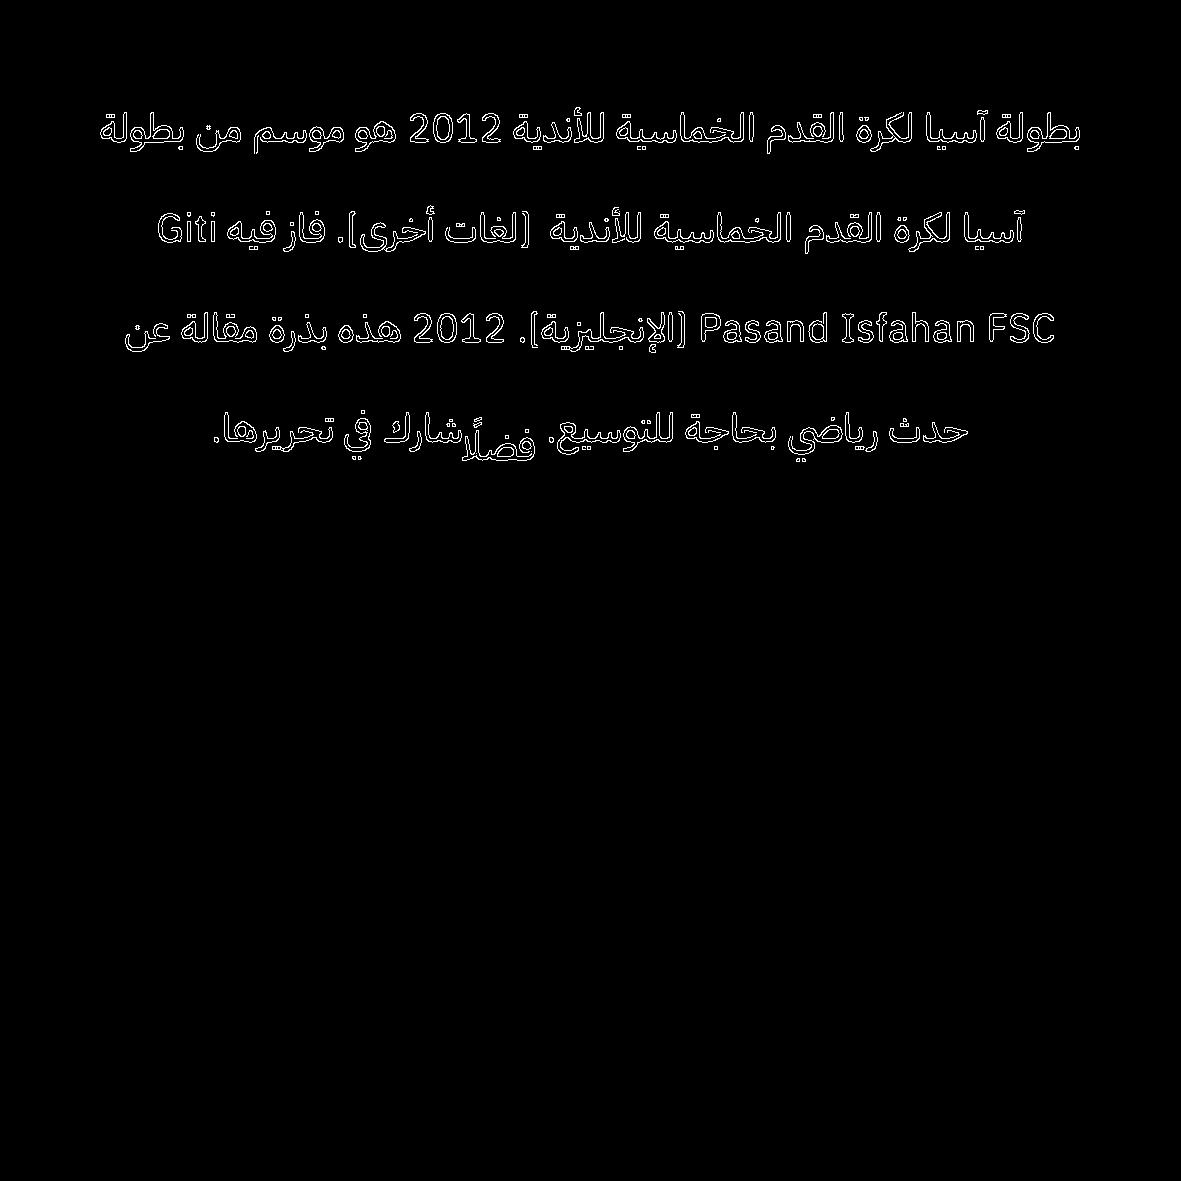 بطولة آسيا لكرة القدم الخماسية للأندية 2012 هو موسم من بطولة
آسيا لكرة القدم الخماسية للأندية [لغات أخرى]. فاز فيه Giti
Pasand Isfahan FSC [الإنجليزية]. 2012 هذه بذرة مقالة عن
حدث رياضي بحاجة للتوسيع. فضلًا شارك في تحريرها.